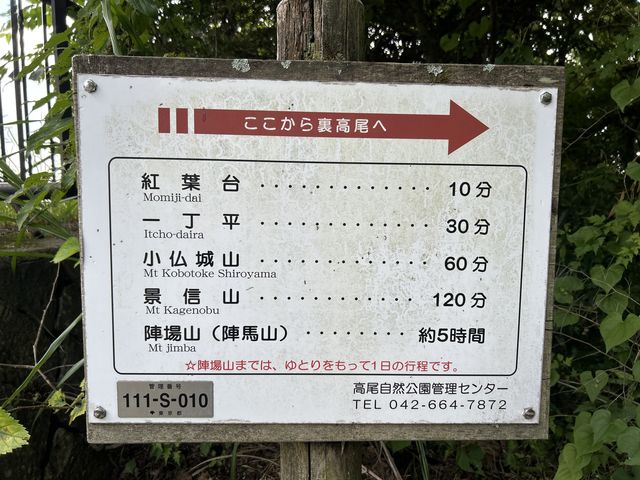 ここから裏高尾へ
紅葉台 ・・・・・・・・・・・・・ 10分
Momiji-dai
一丁平 ・・・・・・・・・・・・・ 30分
Itcho-daira
小仏城山 ・・・・・・・・・・・・・ 60分
Mt Kobotoke Shiroyama
景信山 ・・・・・・・・・・・・・ 120分
Mt Kagenobu
陣場山（陣馬山） ・・・・・・・・ 約5時間
Mt jimba
☆陣場山までは、ゆとりをもって1日の行程です。
管理番号
111-S-010
東京都
高尾自然公園管理センター
TEL 042-664-7872